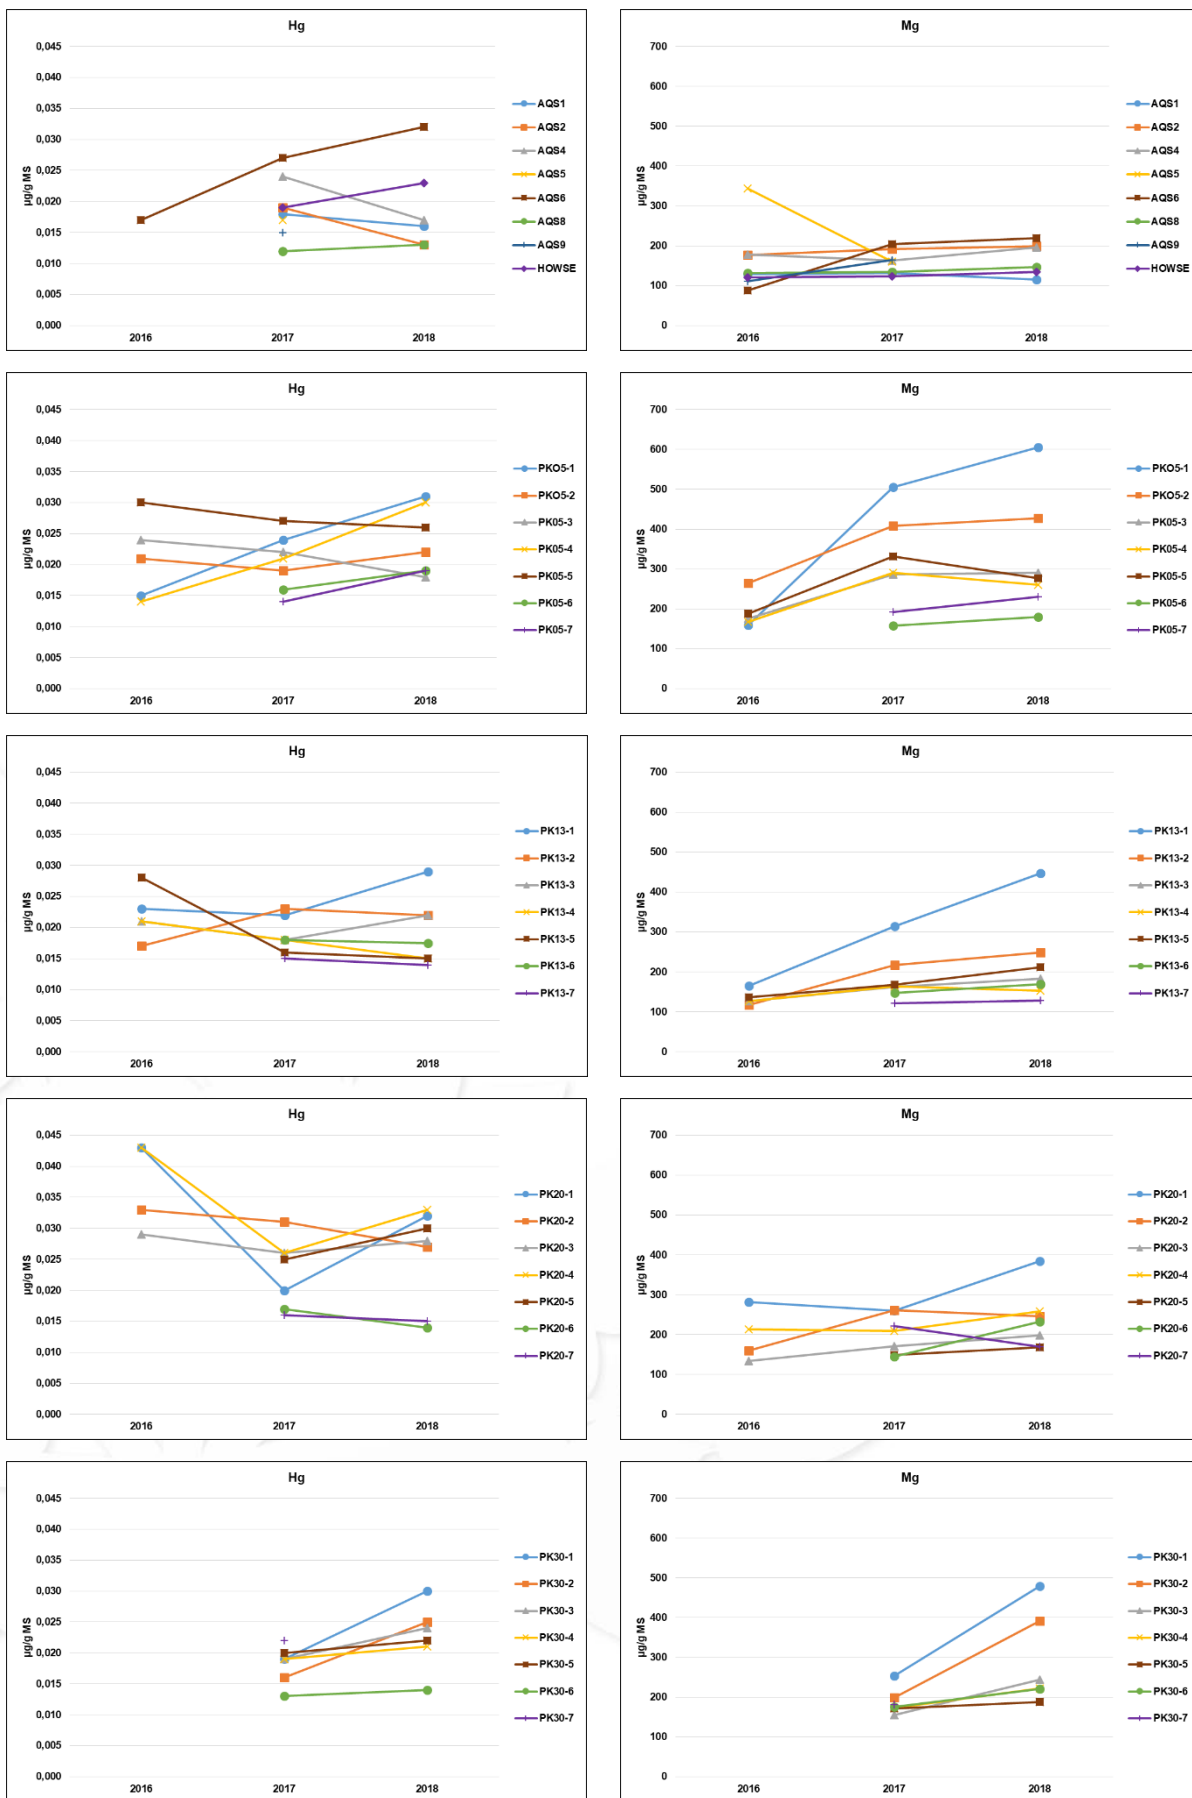 Hg
0,045
0,040
0,035
0,030
0,025
0,020
0,015
0,010
0,005
0,000
µg/g MS
2016 2017 2018
AQS1
AQS2
AQS4
AQS5
AQS6
AQS8
AQS9
HOWSE
Mg
700
600
500
400
300
200
100
0
µg/g MS
2016 2017 2018
AQS1
AQS2
AQS4
AQS5
AQS6
AQS8
AQS9
HOWSE
Hg
0,045
0,040
0,035
0,030
0,025
0,020
0,015
0,010
0,005
0,000
µg/g MS
2016 2017 2018
PKO5-1
PKO5-2
PK05-3
PK05-4
PK05-5
PK05-6
PK05-7
Mg
700
600
500
400
300
200
100
0
µg/g MS
2016 2017 2018
PKO5-1
PKO5-2
PK05-3
PK05-4
PK05-5
PK05-6
PK05-7
Hg
0,045
0,040
0,035
0,030
0,025
0,020
0,015
0,010
0,005
0,000
µg/g MS
2016 2017 2018
PK13-1
PK13-2
PK13-3
PK13-4
PK13-5
PK13-6
PK13-7
Mg
700
600
500
400
300
200
100
0
µg/g MS
2016 2017 2018
PK13-1
PK13-2
PK13-3
PK13-4
PK13-5
PK13-6
PK13-7
Hg
0,045
0,040
0,035
0,030
0,025
0,020
0,015
0,010
0,005
0,000
µg/g MS
2016 2017 2018
PK20-1
PK20-2
PK20-3
PK20-4
PK20-5
PK20-6
PK20-7
Mg
700
600
500
400
300
200
100
0
µg/g MS
2016 2017 2018
PK20-1
PK20-2
PK20-3
PK20-4
PK20-5
PK20-6
PK20-7
Hg
0,045
0,040
0,035
0,030
0,025
0,020
0,015
0,010
0,005
0,000
µg/g MS
2016 2017 2018
PK30-1
PK30-2
PK30-3
PK30-4
PK30-5
PK30-6
PK30-7
Mg
700
600
500
400
300
200
100
0
µg/g MS
2016 2017 2018
PK30-1
PK30-2
PK30-3
PK30-4
PK30-5
PK30-6
PK30-7